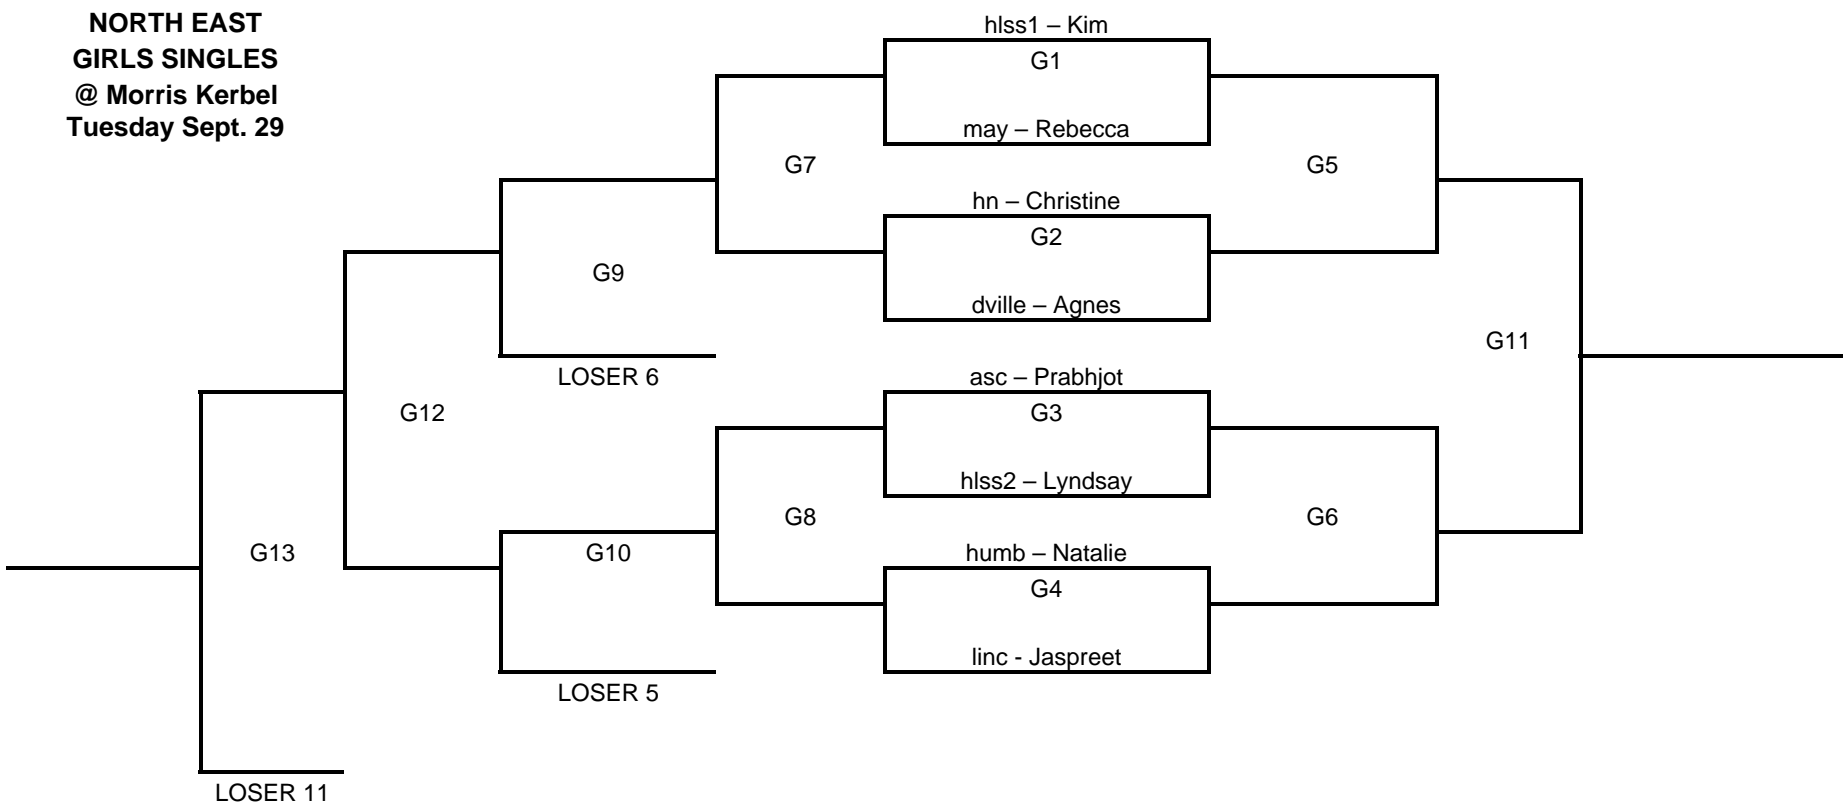 NORTH EAST
GIRLS SINGLES
@ Morris Kerbel
Tuesday Sept. 29
hlss1 – Kim
G1
may – Rebecca
G7
G5
hn – Christine
G2
G9
dville – Agnes
G11
LOSER 6
asc – Prabhjot
G12
G3
hlss2 – Lyndsay
G8
G6
G13
G10
humb – Natalie
G4
linc - Jaspreet
LOSER 5
LOSER 11